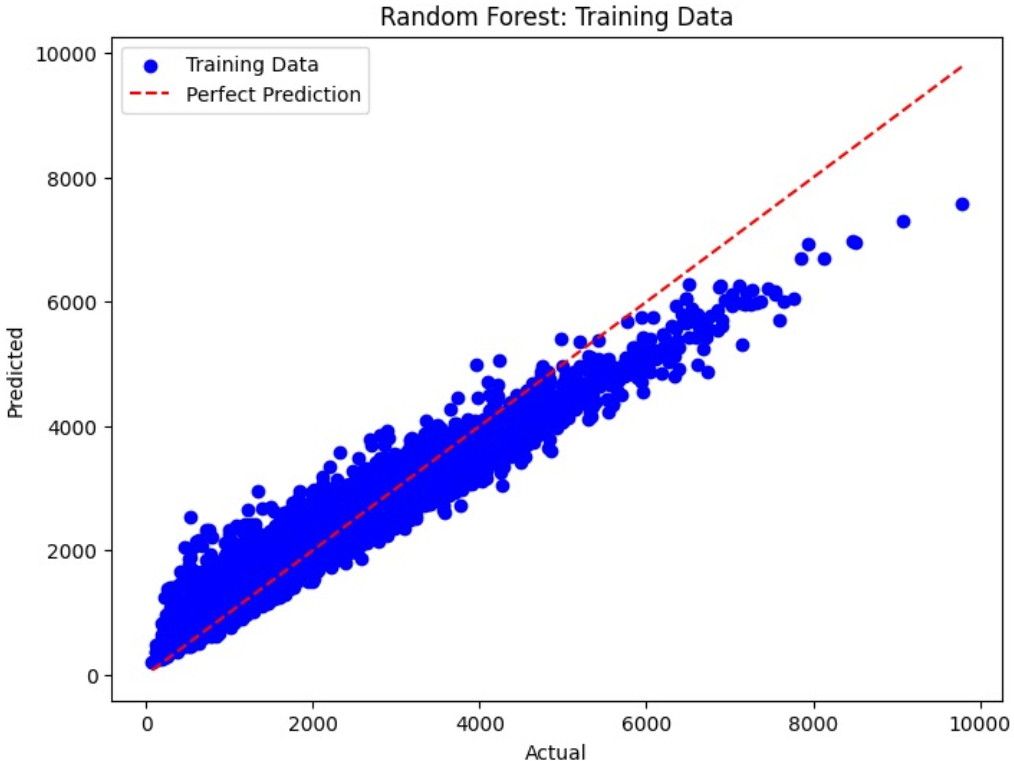 Random Forest: Training Data
Training Data
Perfect Prediction
10000
8000
6000
4000
2000
0
Predicted
0 2000 4000 6000 8000 10000
Actual